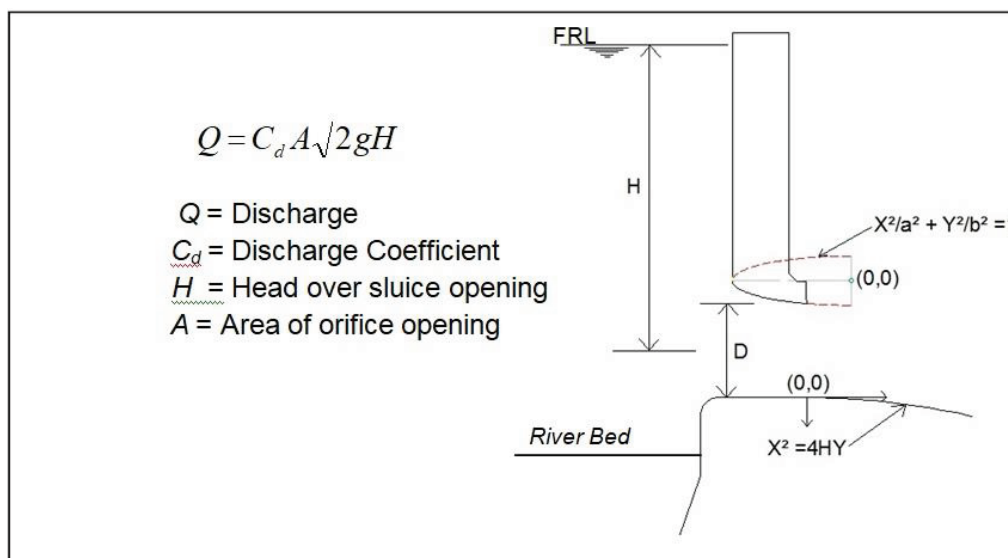 FRL
Q = C_d A√2gH
Q = Discharge
C_d = Discharge Coefficient
H = Head over sluice opening
A = Area of orifice opening
H
X²/a² + Y²/b² =
(0,0)
D
(0,0)
River Bed
X² =4HY